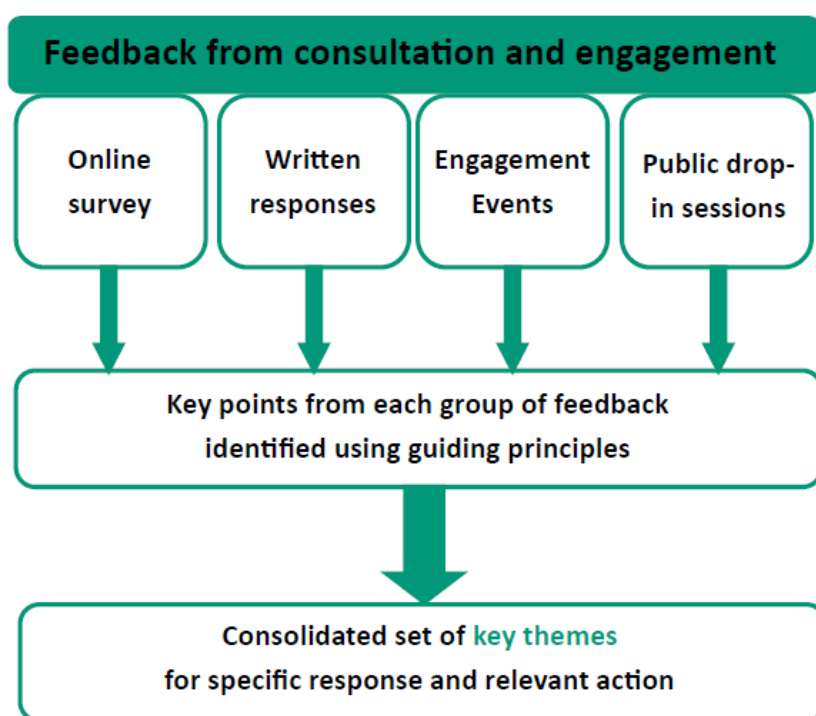 Feedback from consultation and engagement
Online
survey
Written
responses
Engagement
Events
Public drop-
in sessions
Key points from each group of feedback
identified using guiding principles
Consolidated set of key themes
for specific response and relevant action